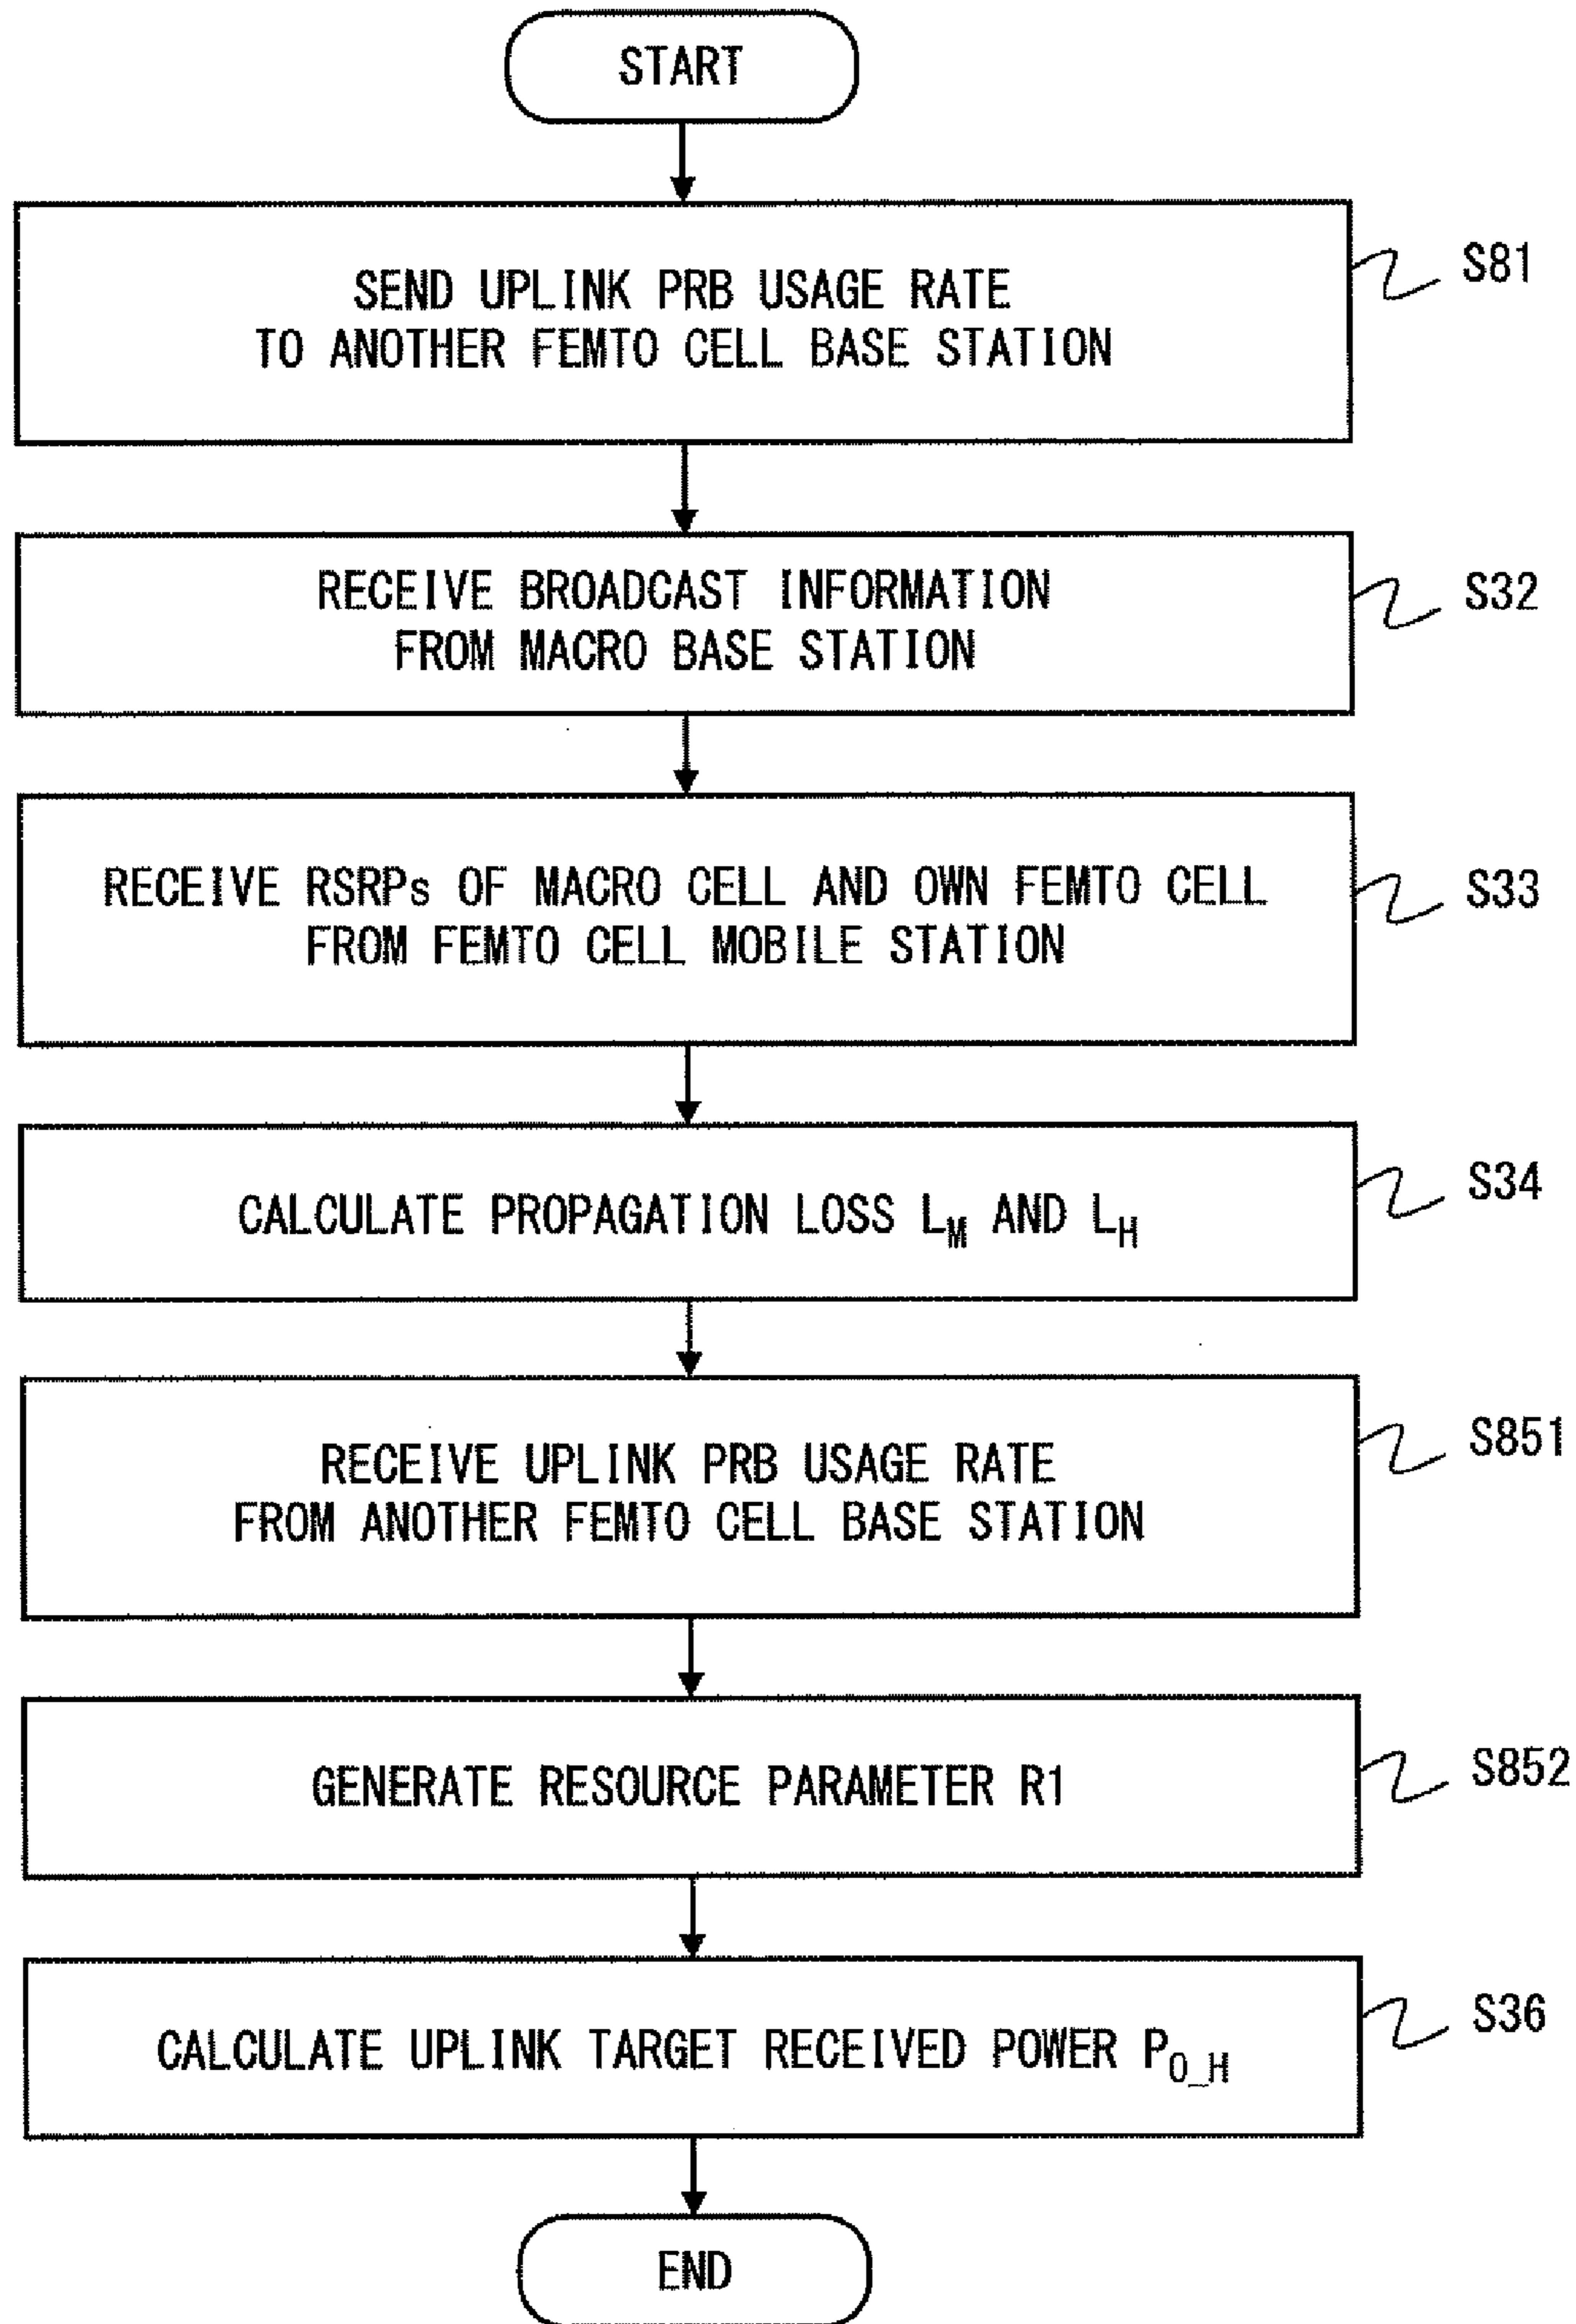 START
SEND UPLINK PRB USAGE RATE
TO ANOTHER FEMTO CELL BASE STATION
S81
RECEIVE BROADCAST INFORMATION
FROM MACRO BASE STATION
S32
RECEIVE RSRPs OF MACRO CELL AND OWN FEMTO CELL
FROM FEMTO CELL MOBILE STATION
S33
CALCULATE PROPAGATION LOSS L_M AND L_H
S34
RECEIVE UPLINK PRB USAGE RATE
FROM ANOTHER FEMTO CELL BASE STATION
S851
GENERATE RESOURCE PARAMETER R1
S852
CALCULATE UPLINK TARGET RECEIVED POWER P_O_H
S36
END